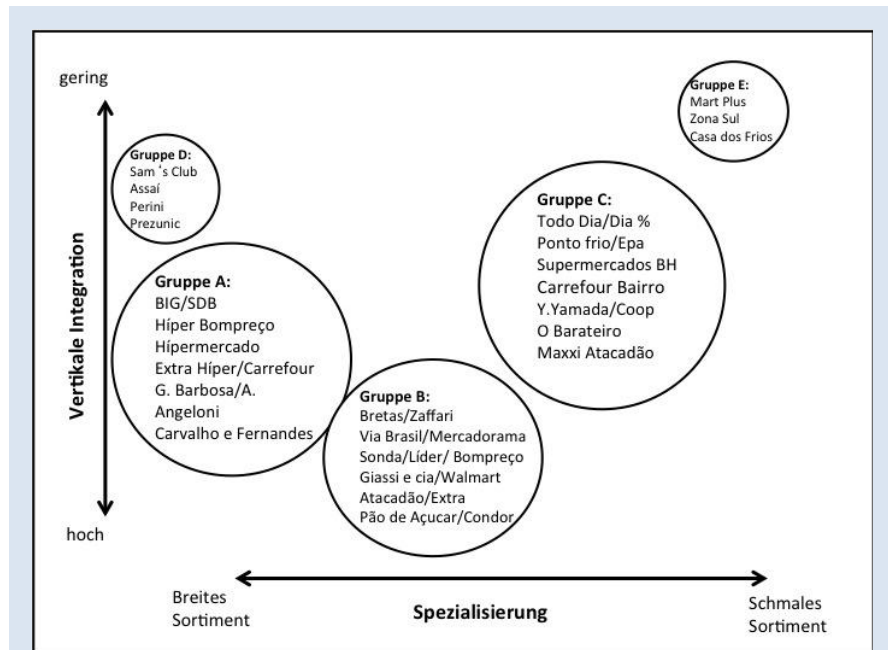 gering
Gruppe E:
Mart Plus
Zona Sul
Casa dos Frios
Gruppe D:
Sam ´s Club
Assaí
Perini
Prezunic
Gruppe C:
Todo Dia/Dia %
Ponto frio/Epa
Supermercados BH
Carrefour Bairro
Y.Yamada/Coop
O Barateiro
Maxxi Atacadão
Vertikale Integration
Gruppe A:
BIG/SDB
Híper Bompreço
Hípermercado
Extra Híper/Carrefour
G. Barbosa/A.
Angeloni
Carvalho e Fernandes
Gruppe B:
Bretas/Zaffari
Via Brasil/Mercadorama
Sonda/Líder/ Bompreço
Giassi e cia/Walmart
Atacadão/Extra
Pão de Açucar/Condor
hoch
Breites
Sortiment
Spezialisierung
Schmales
Sortiment